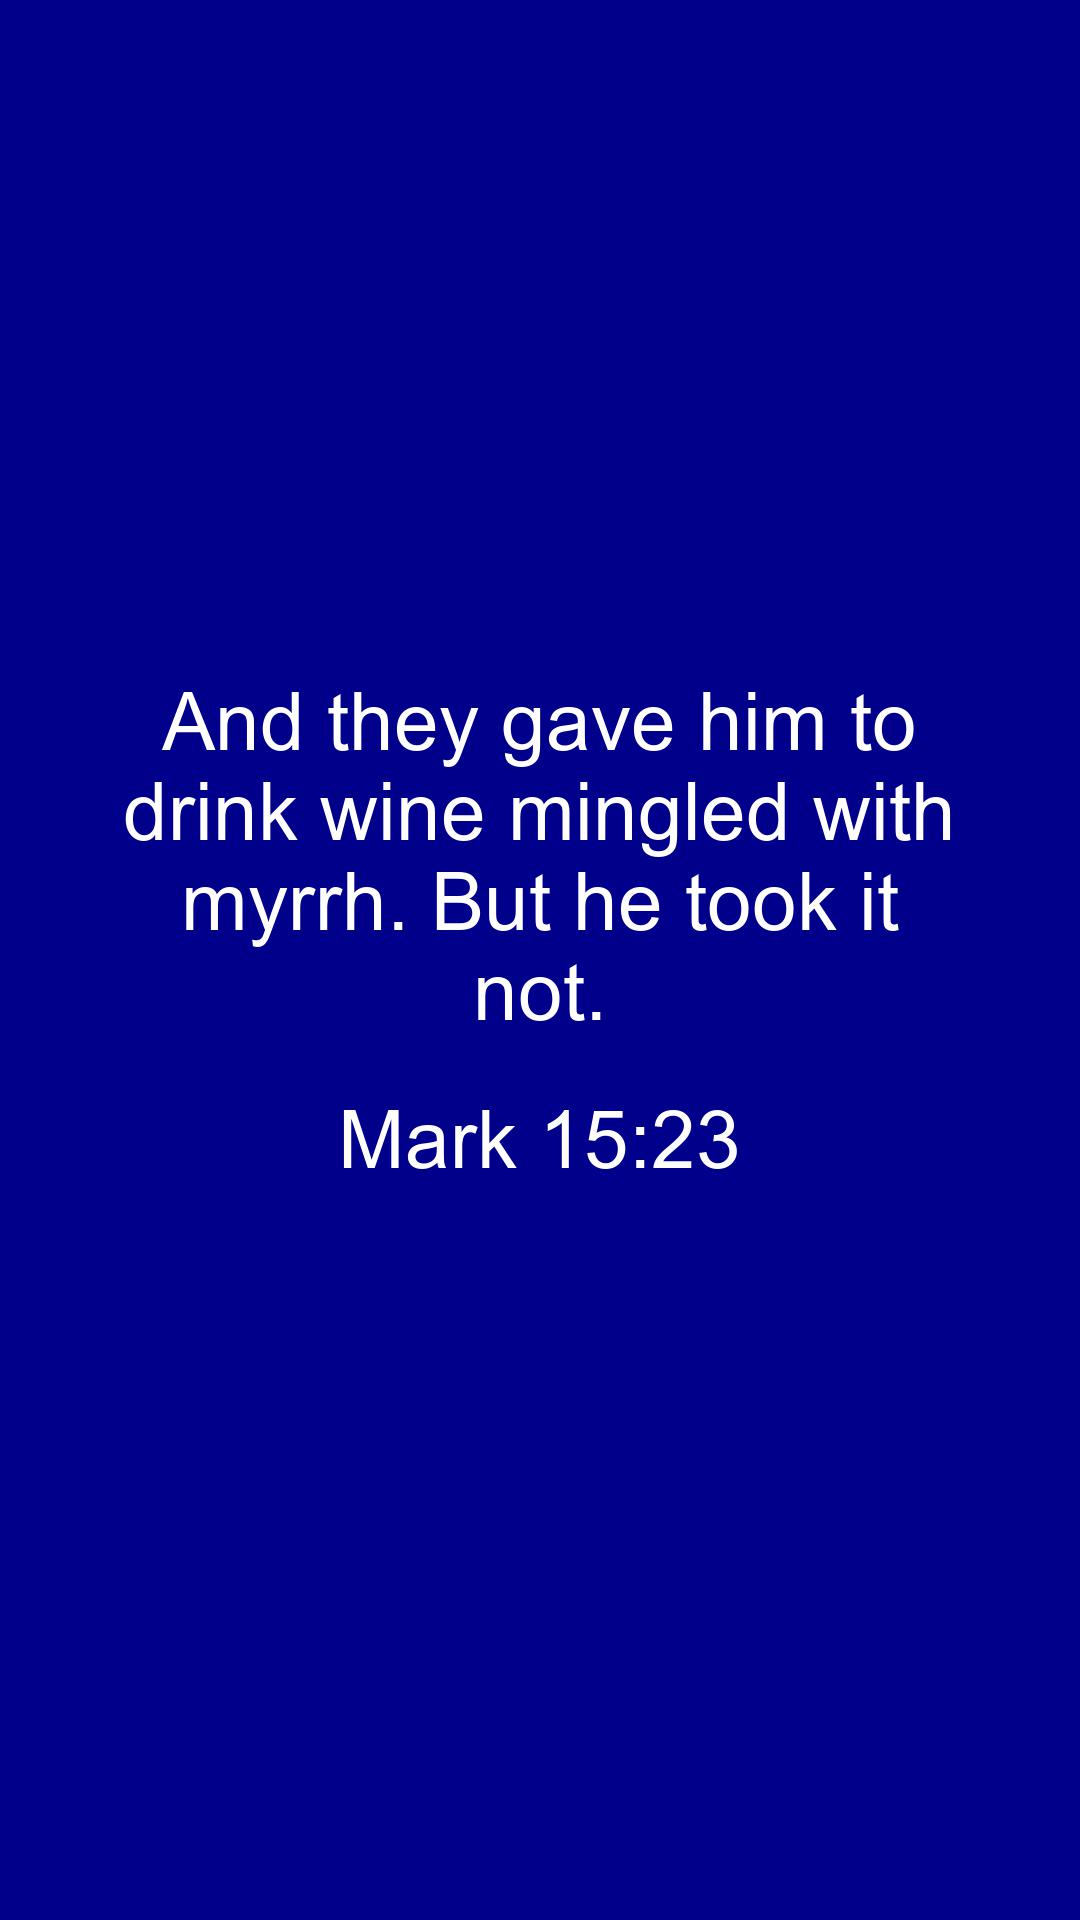 And they gave him to
drink wine mingled with
myrrh. But he took it
not.
Mark 15:23